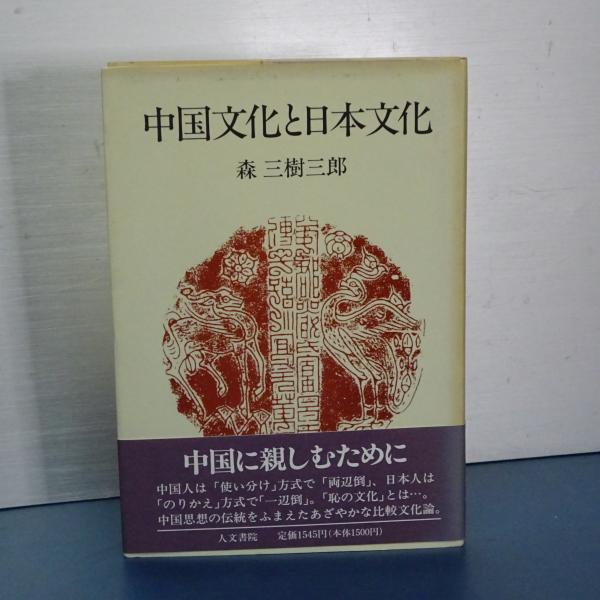 中国文化と日本文化
森 三樹三郎
中国に親しむために
中国人は「使い分け」方式で「両辺倒」、日本人は
「のりかえ」方式で「一辺倒」。「恥の文化」とは…。
中国思想の伝統をふまえたあざやかな比較文化論。
人文書院 定価1545円(本体1500円)